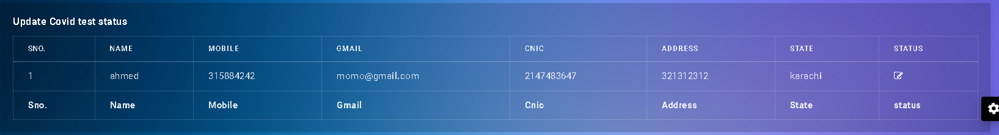 Update Covid test status
SNO. NAME MOBILE GMAIL CNIC ADDRESS STATE STATUS
1 ahmed 315884242 momo@gmail.com 2147483647 321312312 karachi
Sno. Name Mobile Gmail Cnic Address State status